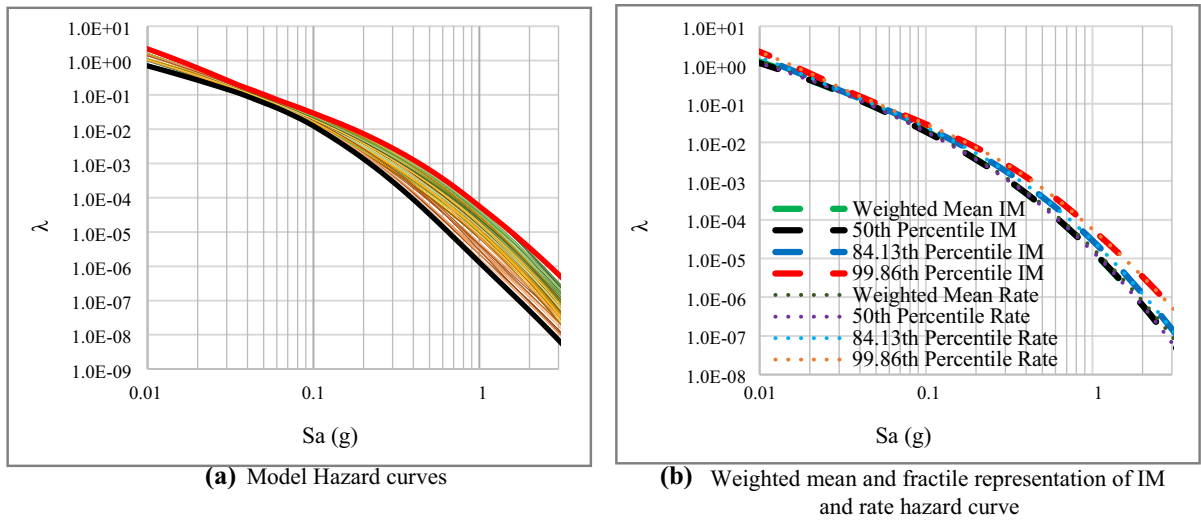 1.0E+01
1.0E+00
1.0E-01
1.0E-02
1.0E-03
1.0E-04
1.0E-05
1.0E-06
1.0E-07
1.0E-08
1.0E-09
λ
0.01 0.1 1
Sa (g)
(a) Model Hazard curves
1.0E+01
1.0E+00
1.0E-01
1.0E-02
1.0E-03
1.0E-04
1.0E-05
1.0E-06
1.0E-07
1.0E-08
λ
Weighted Mean IM
50th Percentile IM
84.13th Percentile IM
99.86th Percentile IM
Weighted Mean Rate
50th Percentile Rate
84.13th Percentile Rate
99.86th Percentile Rate
0.01 0.1 1
Sa (g)
(b) Weighted mean and fractile representation of IM
and rate hazard curve